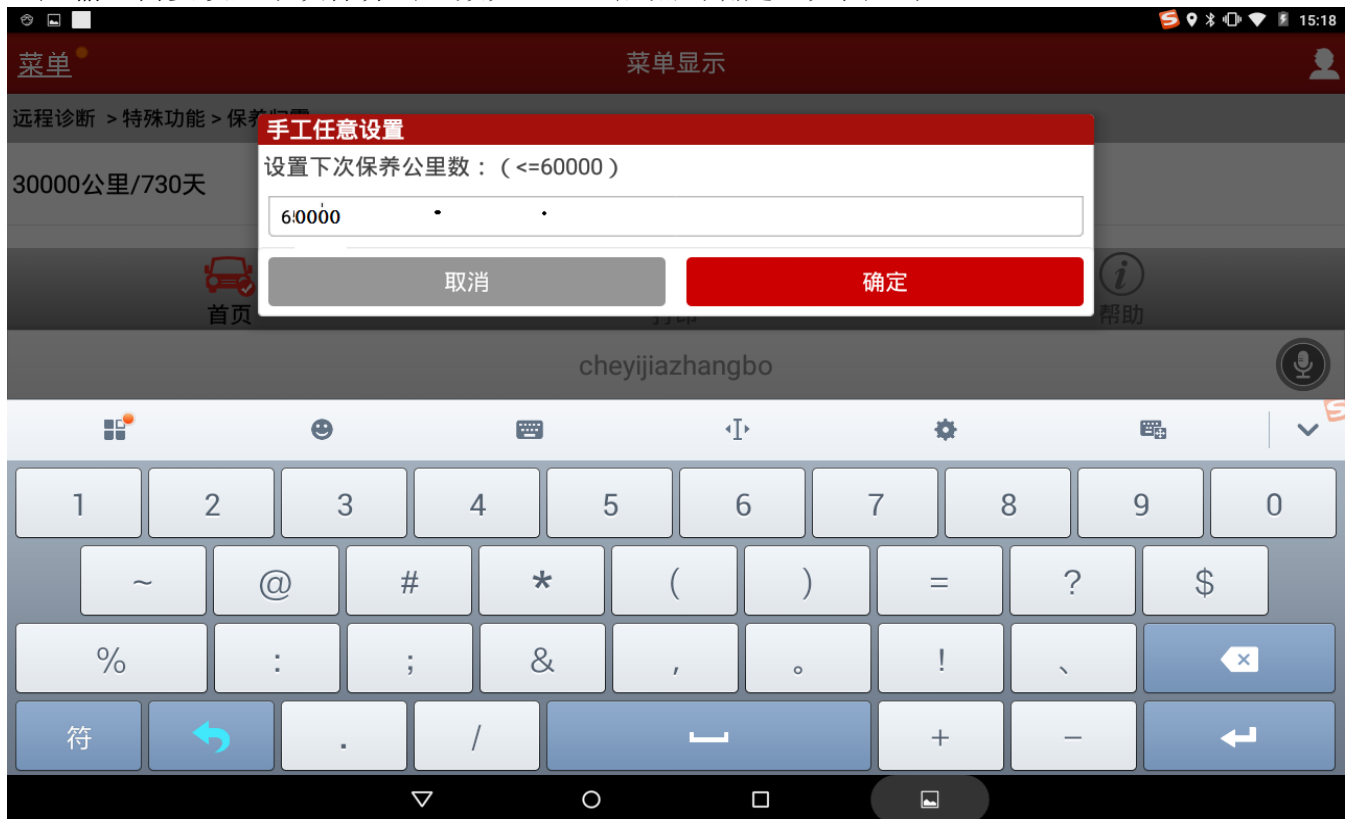 15:18
菜单
菜单显示
远程诊断 > 特殊功能 > 保养归零
手工任意设置
设置下次保养公里数：（<=60000）
30000公里/730天
60000
取消
确定
首页
打印
帮助
cheyijiazhangbo
1 2 3 4 5 6 7 8 9 0
~ @ # * ( ) = ? $
% : ; & , 。 ! 、
符 . / + -